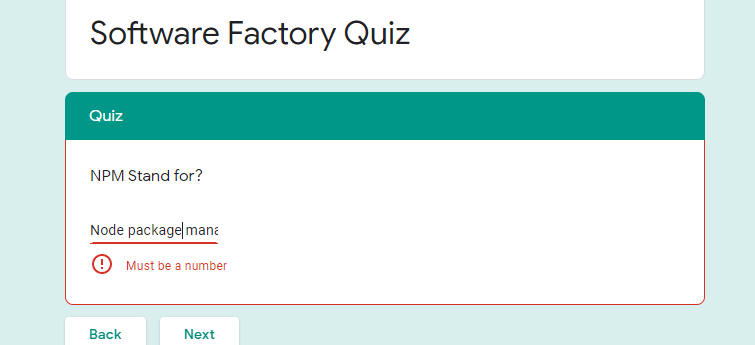 Software Factory Quiz
Quiz
NPM Stand for?
Node package mana
Must be a number
Back
Next